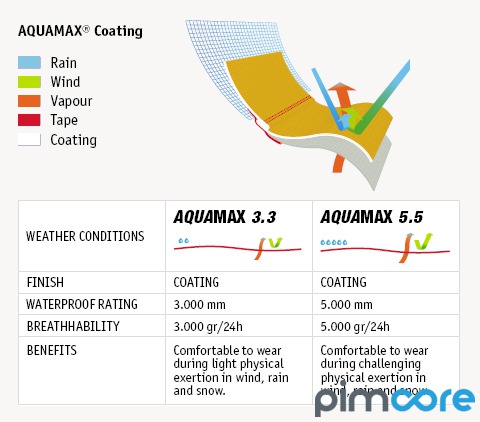 AQUAMAX® Coating
Rain
Wind
Vapour
Tape
Coating
WEATHER CONDITIONS
AQUAMAX 3.3
AQUAMAX 5.5
FINISH COATING COATING
WATERPROOF RATING 3.000 mm 5.000 mm
BREATHHABILITY 3.000 gr/24h 5.000 gr/24h
BENEFITS
Comfortable to wear
during light physical
exertion in wind, rain
and snow.
Comfortable to wear
during challenging
physical exertion in
wind, rain and snow.
pimcore